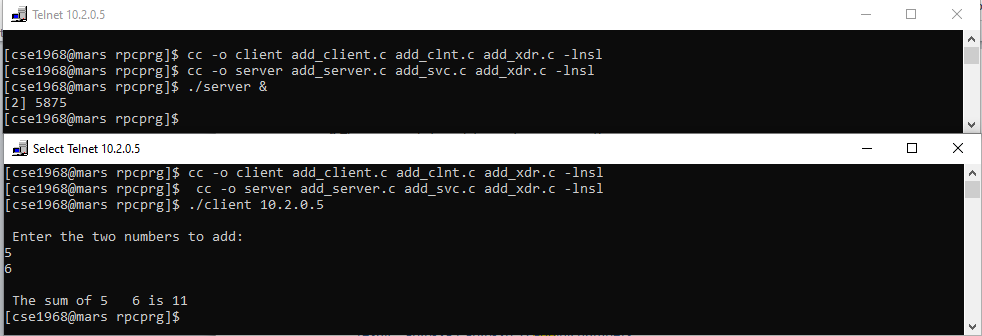 Telnet 10.2.0.5
[cse1968@mars rpcprg]$ cc -o client add_client.c add_clnt.c add_xdr.c -lnsl
[cse1968@mars rpcprg]$ cc -o server add_server.c add_svc.c add_xdr.c -lnsl
[cse1968@mars rpcprg]$ ./server &
[2] 5875
[cse1968@mars rpcprg]$
Select Telnet 10.2.0.5
[cse1968@mars rpcprg]$ cc -o client add_client.c add_clnt.c add_xdr.c -lnsl
[cse1968@mars rpcprg]$  cc -o server add_server.c add_svc.c add_xdr.c -lnsl
[cse1968@mars rpcprg]$ ./client 10.2.0.5
Enter the two numbers to add:
5
6
The sum of 5   6 is 11
[cse1968@mars rpcprg]$